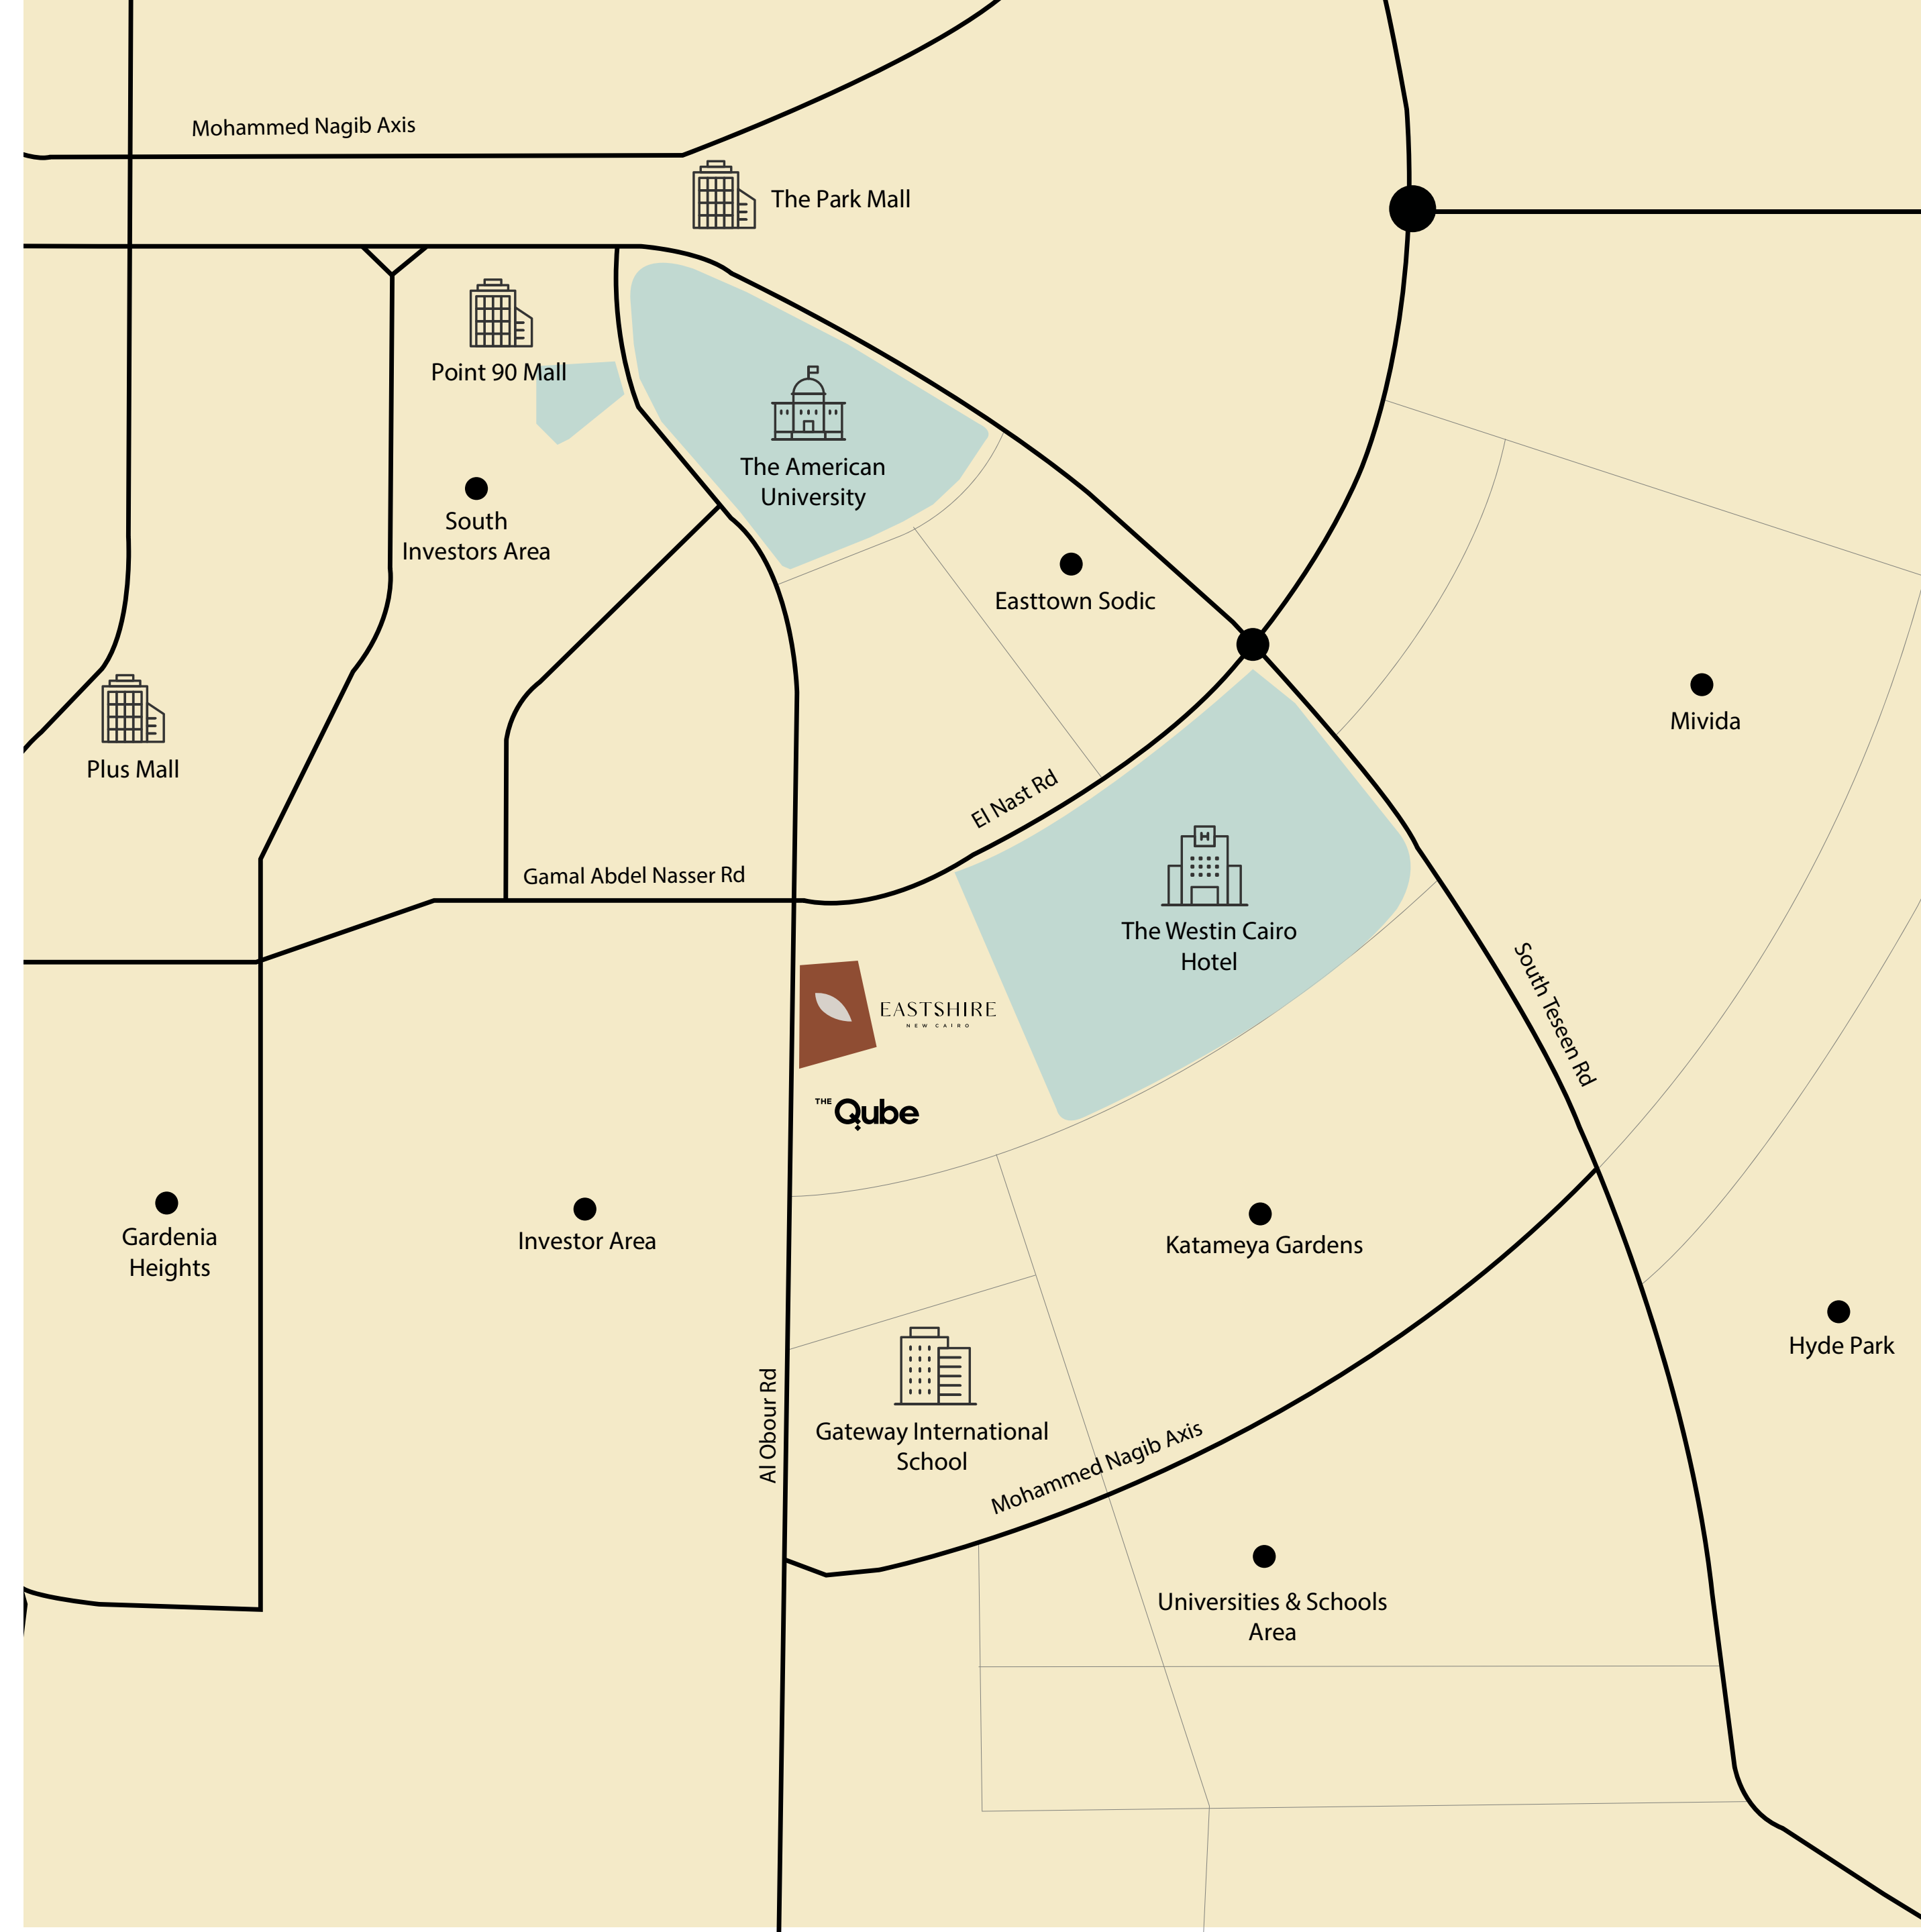 Mohammed Nagib Axis
The Park Mall
Point 90 Mall
The American
University
South
Investors Area
Easttown Sodic
Mivida
Plus Mall
El Nast Rd
Gamal Abdel Nasser Rd
The Westin Cairo
Hotel
South Teseen Rd
EASTSHIRE
NEW CAIRO
THE Qube
Gardenia
Heights
Investor Area
Katameya Gardens
Hyde Park
Al Obour Rd
Gateway International
School
Mohammed Nagib Axis
Universities & Schools
Area